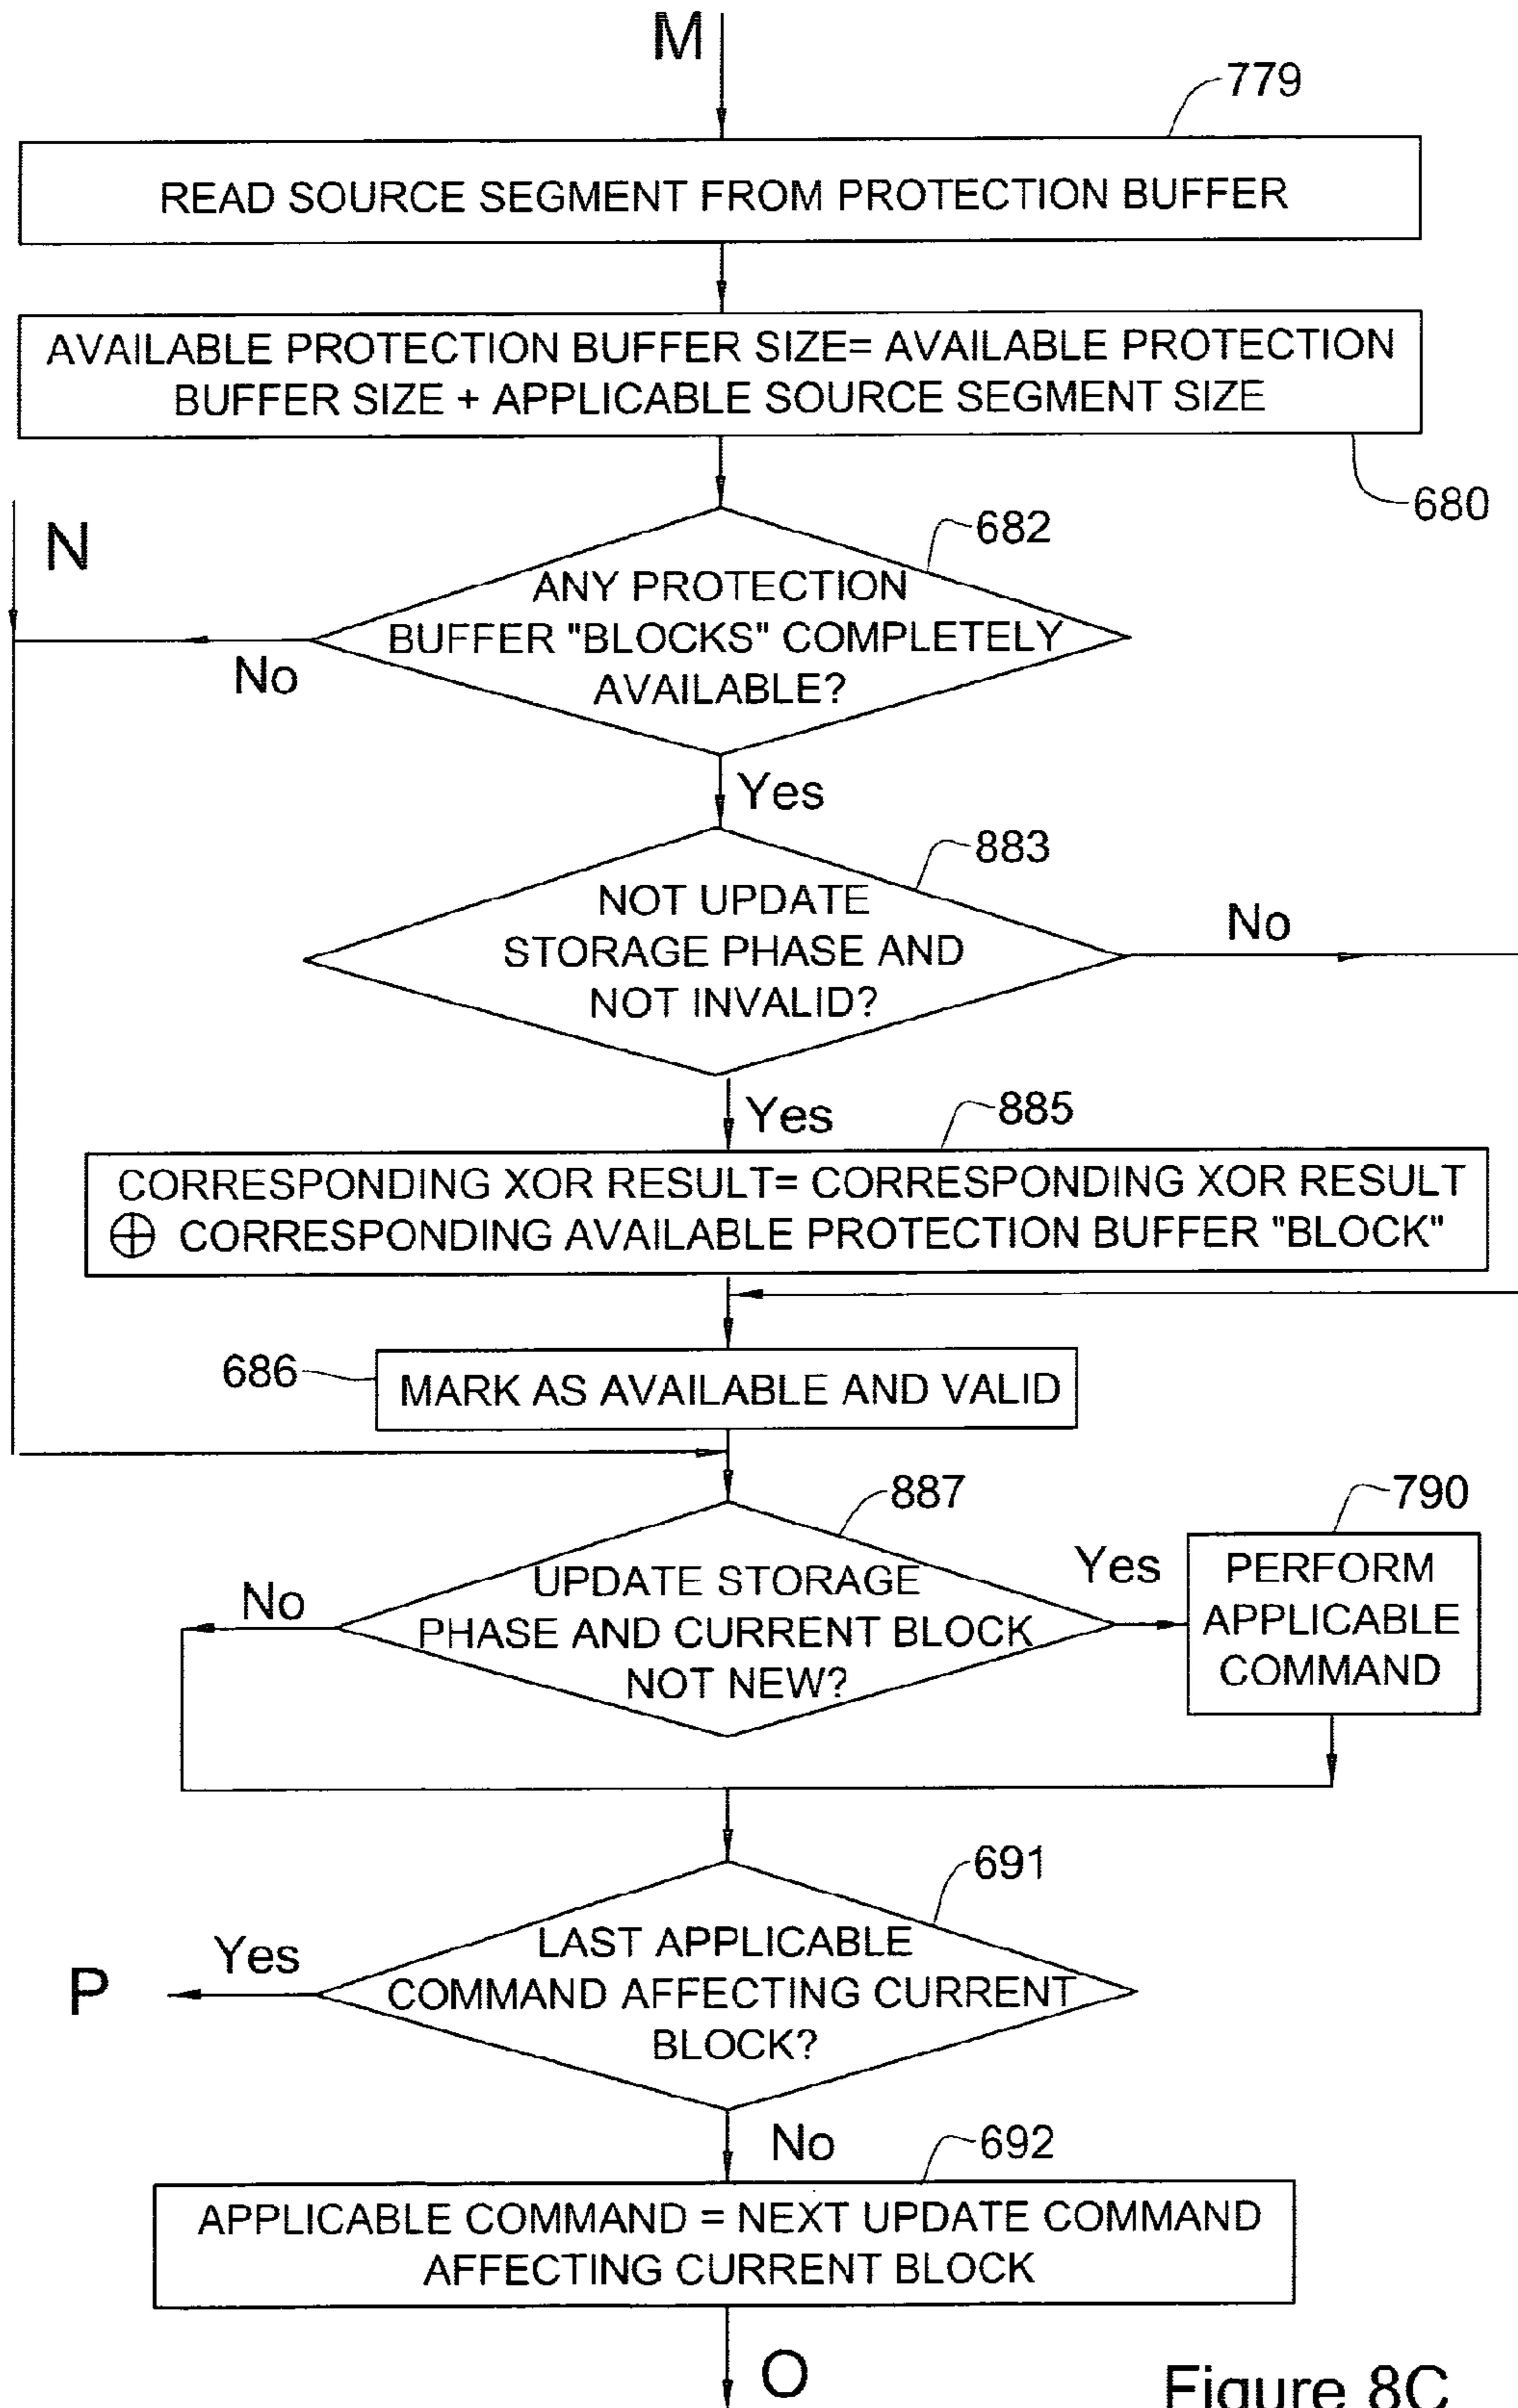 M
779
READ SOURCE SEGMENT FROM PROTECTION BUFFER
AVAILABLE PROTECTION BUFFER SIZE= AVAILABLE PROTECTION
BUFFER SIZE + APPLICABLE SOURCE SEGMENT SIZE
680
N
682
ANY PROTECTION
BUFFER "BLOCKS" COMPLETELY
AVAILABLE?
No
Yes
883
NOT UPDATE
STORAGE PHASE AND
NOT INVALID?
No
Yes
885
CORRESPONDING XOR RESULT= CORRESPONDING XOR RESULT
⊕ CORRESPONDING AVAILABLE PROTECTION BUFFER "BLOCK"
686
MARK AS AVAILABLE AND VALID
887
UPDATE STORAGE
PHASE AND CURRENT BLOCK
NOT NEW?
No
Yes
790
PERFORM
APPLICABLE
COMMAND
691
LAST APPLICABLE
COMMAND AFFECTING CURRENT
BLOCK?
Yes
P
No
692
APPLICABLE COMMAND = NEXT UPDATE COMMAND
AFFECTING CURRENT BLOCK
O
Figure 8C